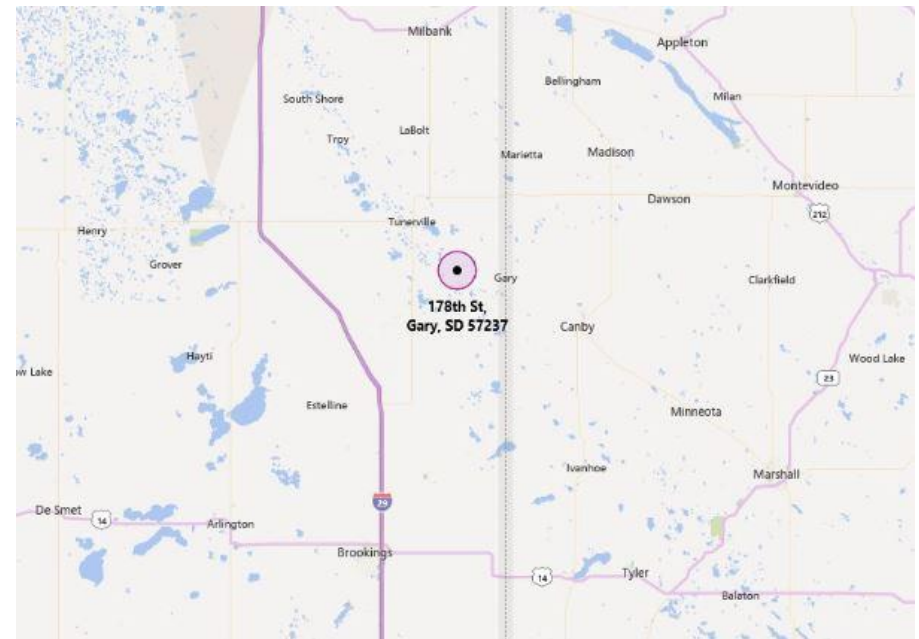 Milbank
Appleton
Bellingham
South Shore
Milan
LaBolt
Troy
Marietta
Madison
Montevideo
Dawson
212
Tunerville
Henry
Grover
Gary
Clarkfield
178th St,
Gary, SD 57237
Canby
Hayti
Wood Lake
ow Lake
23
Estelline
Minneota
Ivanhoe
Marshall
29
De Smet
14
Arlington
Brookings
14
Tyler
Balaton